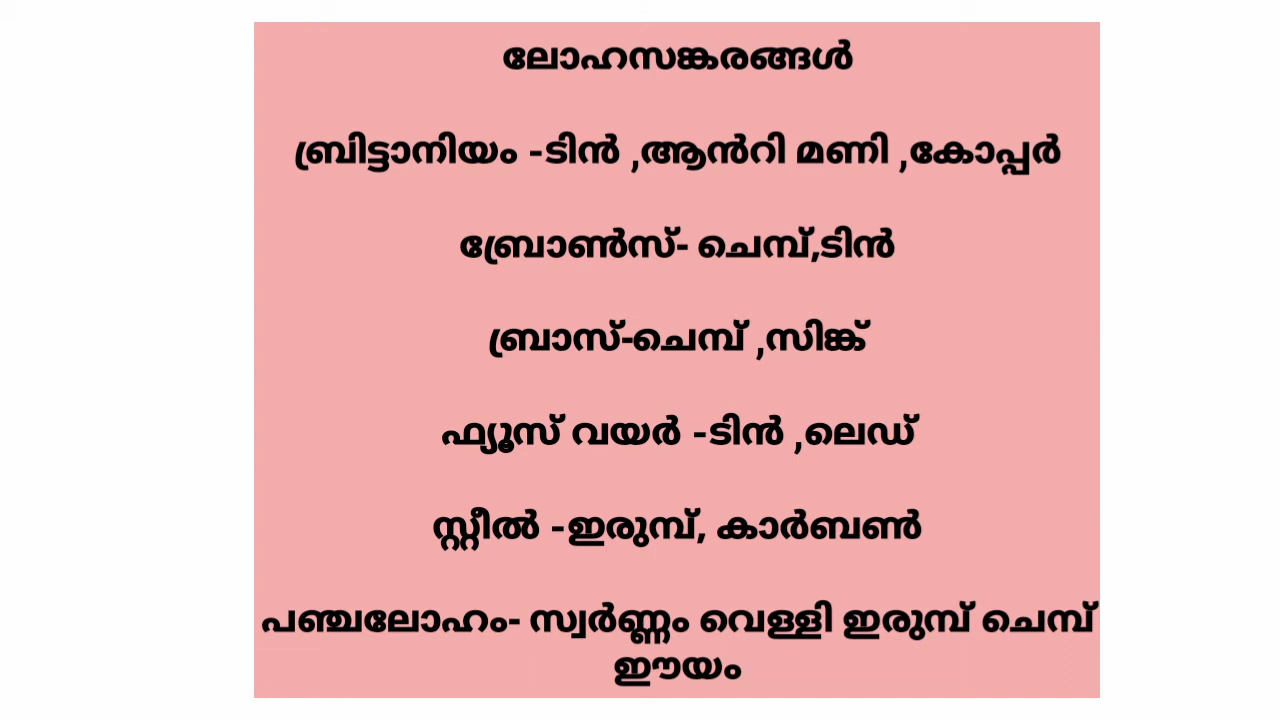 ലോഹസങ്കരങ്ങൾ
ബ്രിട്ടാനിയം -ടിൻ ,ആൻറി മണി ,കോപ്പർ
ബ്രോൺസ്- ചെമ്പ്,ടിൻ
ബ്രാസ്-ചെമ്പ് ,സിങ്ക്
ഫ്യൂസ് വയർ -ടിൻ ,ലെഡ്
സ്റ്റീൽ -ഇരുമ്പ്, കാർബൺ
പഞ്ചലോഹം- സ്വർണ്ണം വെള്ളി ഇരുമ്പ് ചെമ്പ്
ഈയം